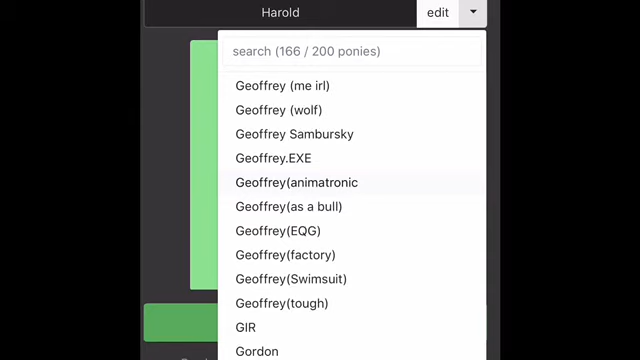 Harold
edit
search (166 / 200 ponies)
Geoffrey (me irl)
Geoffrey (wolf)
Geoffrey Sambursky
Geoffrey.EXE
Geoffrey(animatronic
Geoffrey(as a bull)
Geoffrey(EQG)
Geoffrey(factory)
Geoffrey(Swimsuit)
Geoffrey(tough)
GIR
Gordon